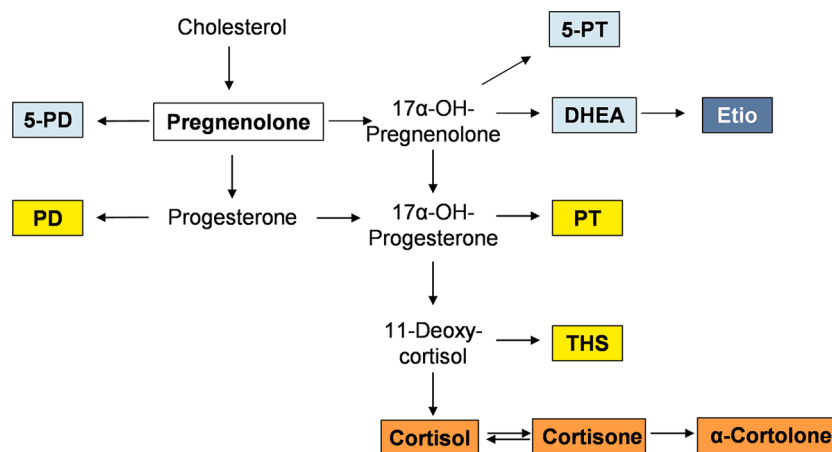 Cholesterol
5-PT
5-PD
Pregnenolone
17α-OH-
Pregnenolone
DHEA
Etio
PD
Progesterone
17α-OH-
Progesterone
PT
11-Deoxy-
cortisol
THS
Cortisol
Cortisone
α-Cortolone